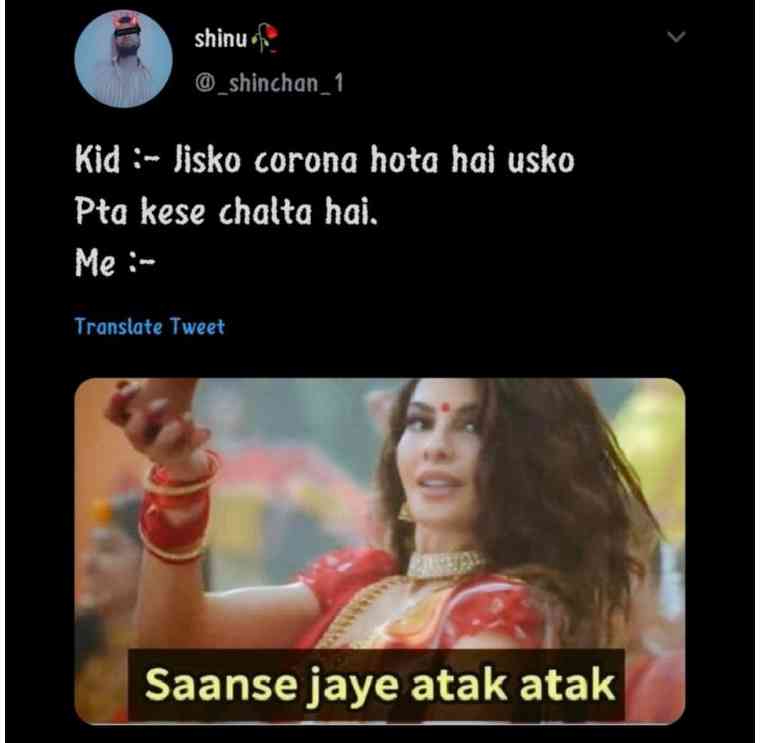 shinu🥀
@_shinchan_1
Kid :- Jisko corona hota hai usko
Pta kese chalta hai.
Me :-
Translate Tweet
Saanse jaye atak atak